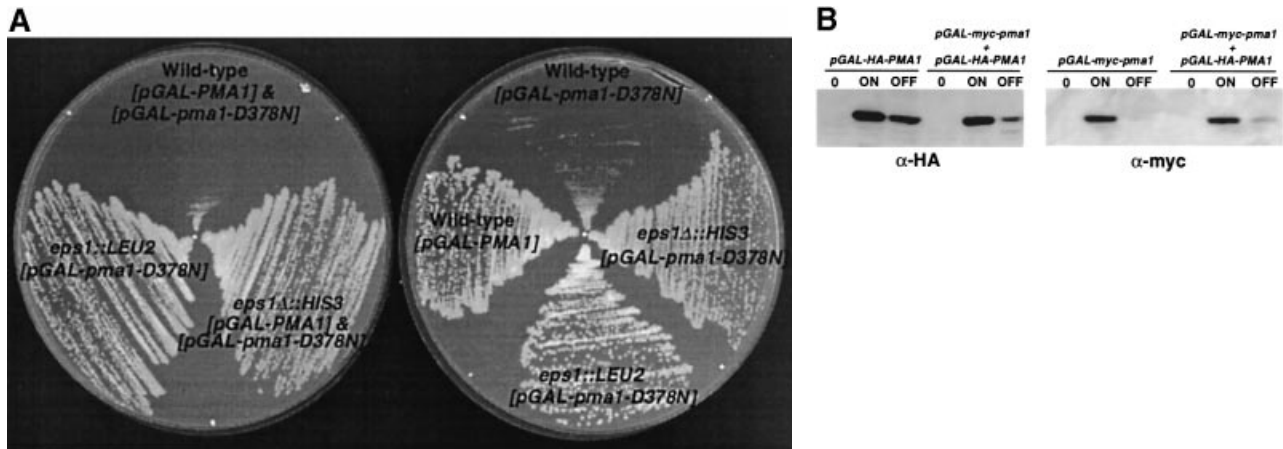 A
Wild-type
[pGAL-PMA1] &
[pGAL-pma1-D378N]
eps1::LEU2
[pGAL-pma1-D378N]
eps1Δ::HIS3
[pGAL-PMA1] &
[pGAL-pma1-D378N]
Wild-type
[pGAL-pma1-D378N]
Wild-type
[pGAL-PMA1]
eps1Δ::HIS3
[pGAL-pma1-D378N]
eps1::LEU2
[pGAL-pma1-D378N]
B
pGAL-HA-PMA1
pGAL-myc-pma1
+
pGAL-HA-PMA1
0 ON OFF 0 ON OFF
α-HA
pGAL-myc-pma1
pGAL-myc-pma1
+
pGAL-HA-PMA1
0 ON OFF 0 ON OFF
α-myc